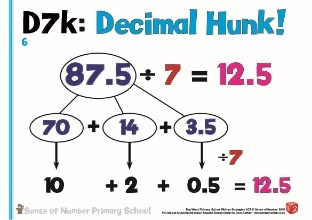 D7k: Decimal Hunk!
6
87.5 ÷ 7 = 12.5
70 + 14 + 3.5
÷7
10 + 2 + 0.5 = 12.5
Sense of Number Primary School